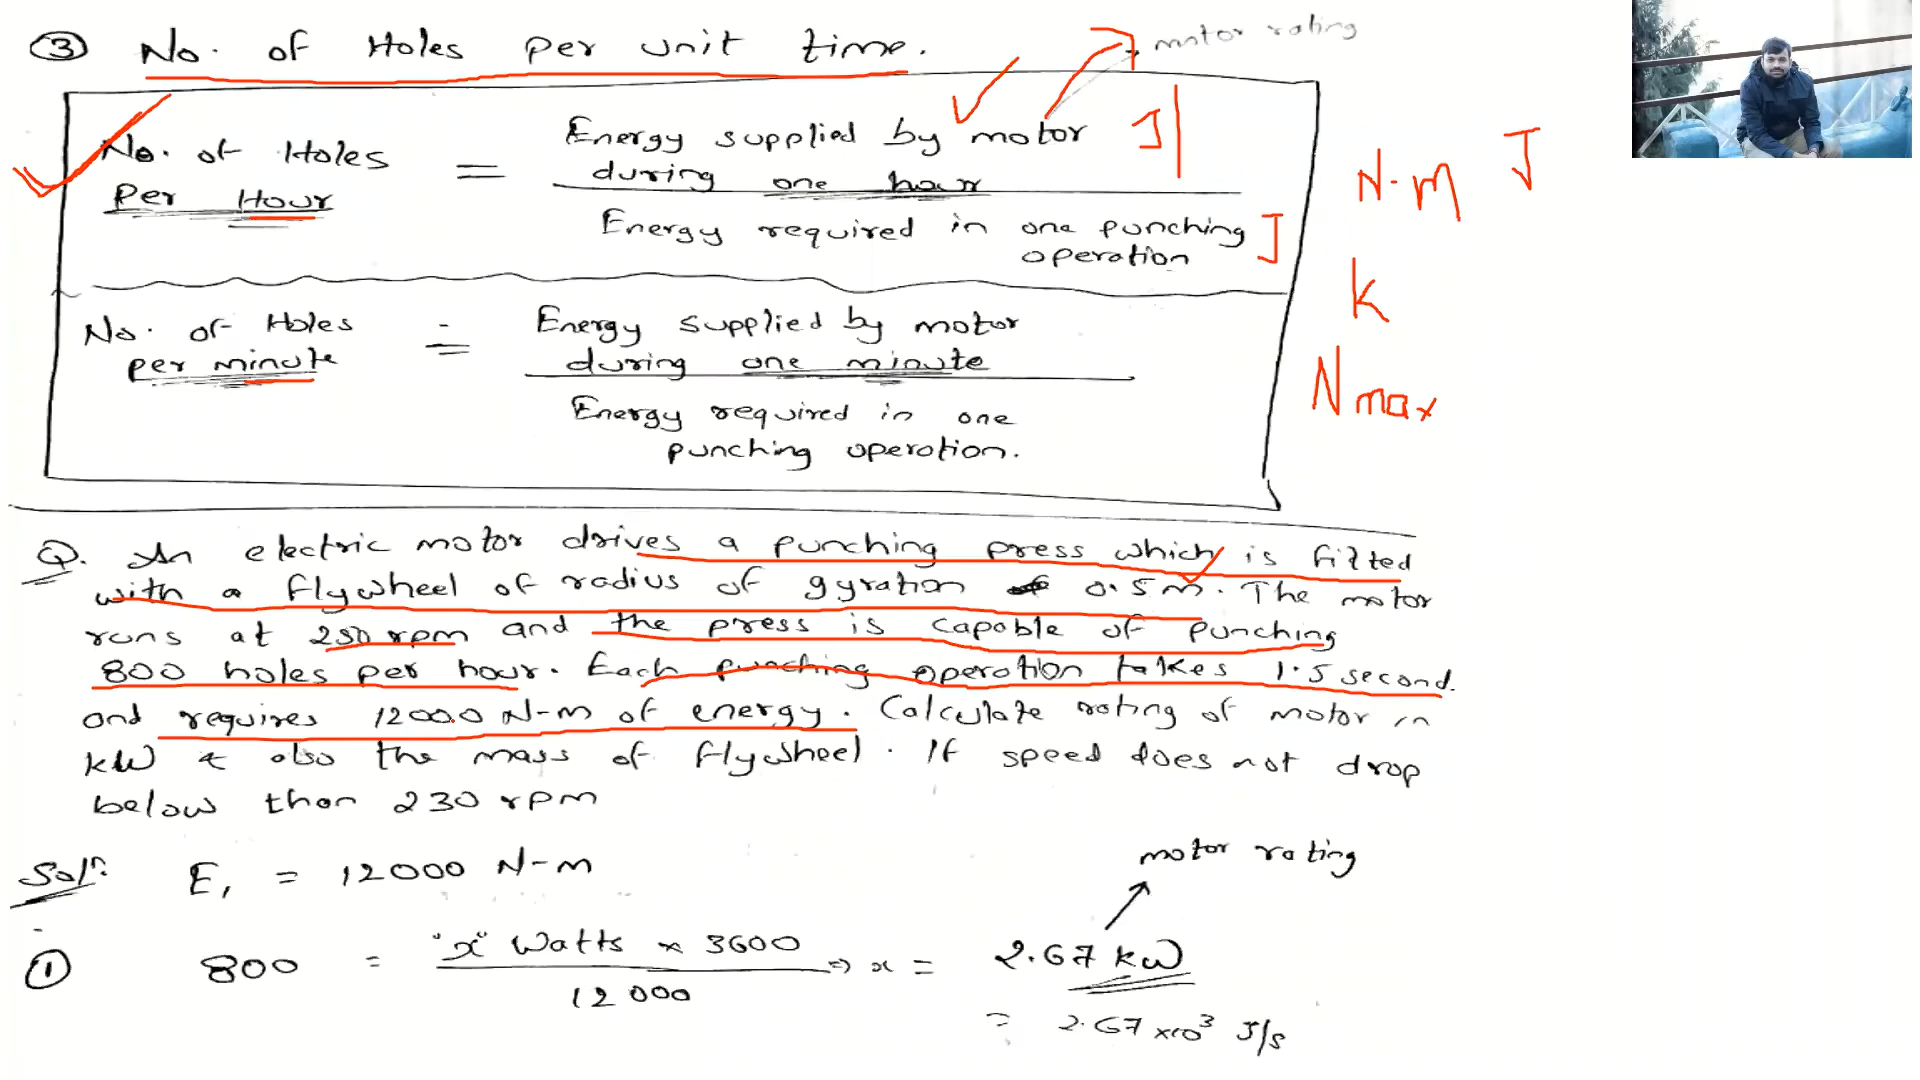 ③ No. of Holes per unit time.
→ motor rating
No. of Holes per Hour = Energy supplied by motor during one hour J / Energy required in one punching operation J
N-m J
K
N max
No. of Holes per minute = Energy supplied by motor during one minute / Energy required in one punching operation.
Q. An electric motor drives a punching press which is fitted
with a flywheel of radius of gyration 0.5m. The motor
runs at 250 rpm and the press is capable of punching
800 holes per hour. Each punching operation takes 1.5 second
and requires 12000 N-m of energy. Calculate rating of motor in
kW & also the mass of flywheel. If speed does not drop
below than 230 rpm
Solⁿ: E₁ = 12000 N-m
motor rating
① 800 = "x" Watts × 3600 / 12000 ⇒ x = 2.67 kW
= 2.67 ×10³ J/s